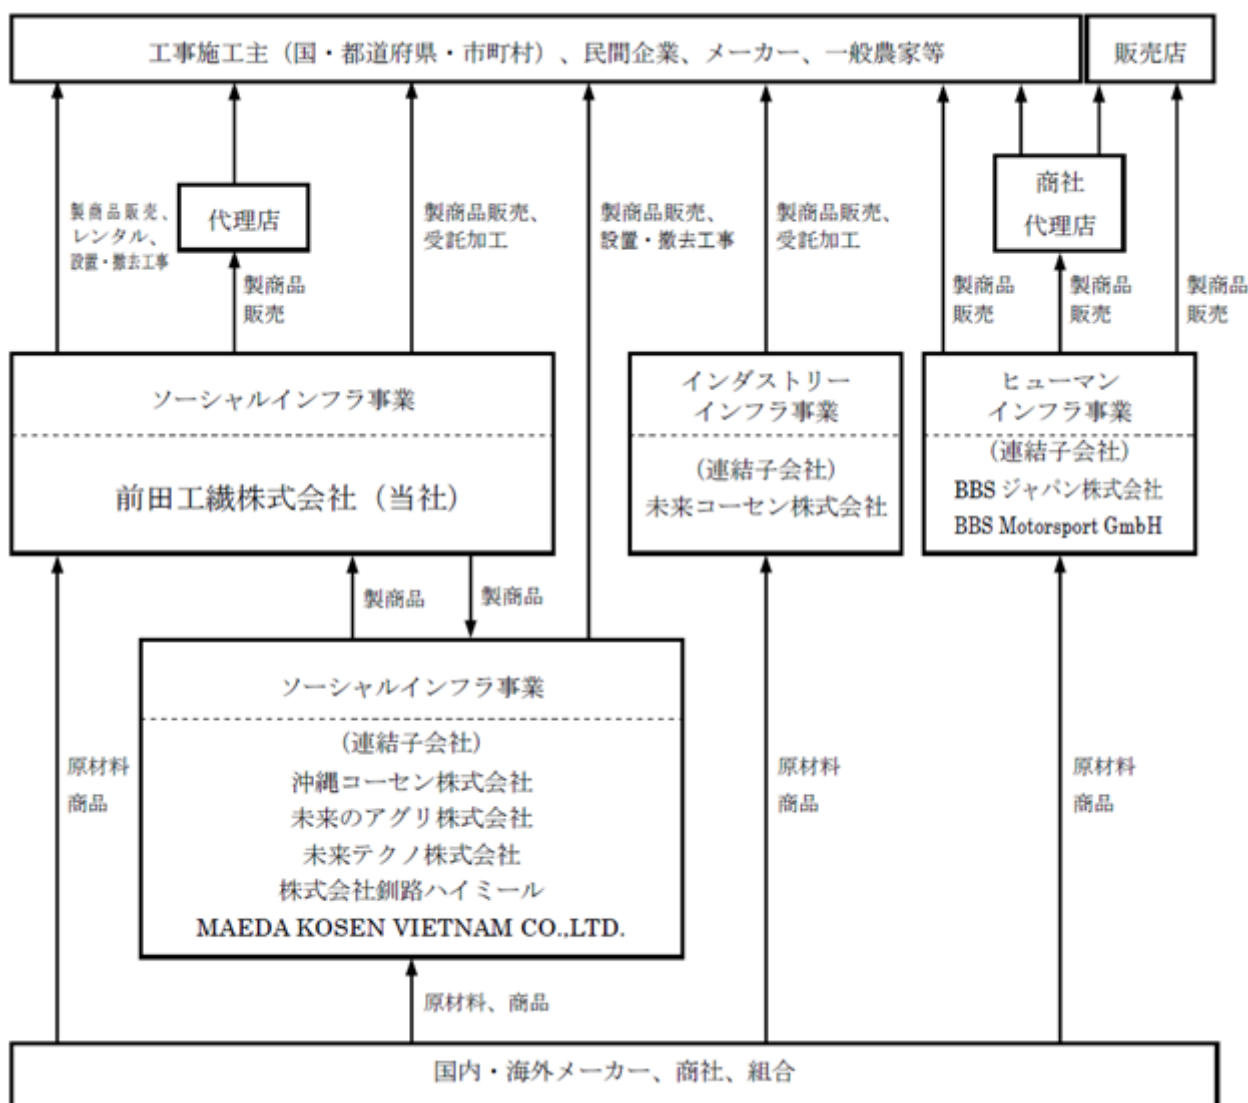 工事施工主（国・都道府県・市町村）、民間企業、メーカー、一般農家等
販売店
製商品販売、
レンタル、
設置・撤去工事
代理店
製商品
販売
製商品販売、
受託加工
製商品販売、
設置・撤去工事
製商品販売、
受託加工
製商品
販売
商社
代理店
製商品
販売
製商品
販売
ソーシャルインフラ事業
前田工繊株式会社（当社）
インダストリー
インフラ事業
(連結子会社)
未来コーセン株式会社
ヒューマン
インフラ事業
(連結子会社)
BBS ジャパン株式会社
BBS Motorsport GmbH
製商品
製商品
ソーシャルインフラ事業
(連結子会社)
沖縄コーセン株式会社
未来のアグリ株式会社
未来テクノ株式会社
株式会社釧路ハイミール
MAEDA KOSEN VIETNAM CO.,LTD.
原材料
商品
原材料、商品
原材料
商品
原材料
商品
国内・海外メーカー、商社、組合